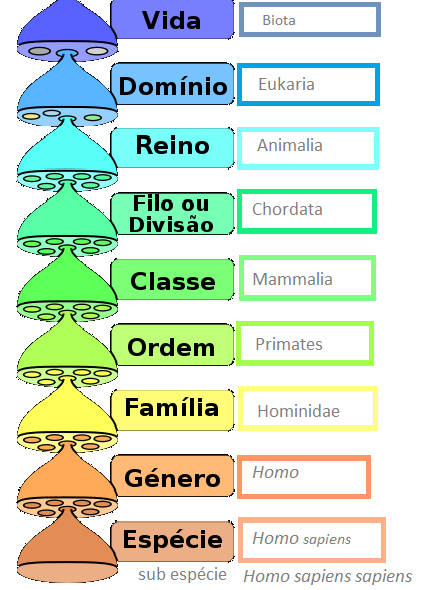 Vida Biota
Domínio Eukaria
Reino Animalia
Filo ou
Divisão Chordata
Classe Mammalia
Ordem Primates
Família Hominidae
Género Homo
Espécie Homo sapiens
sub espécie Homo sapiens sapiens